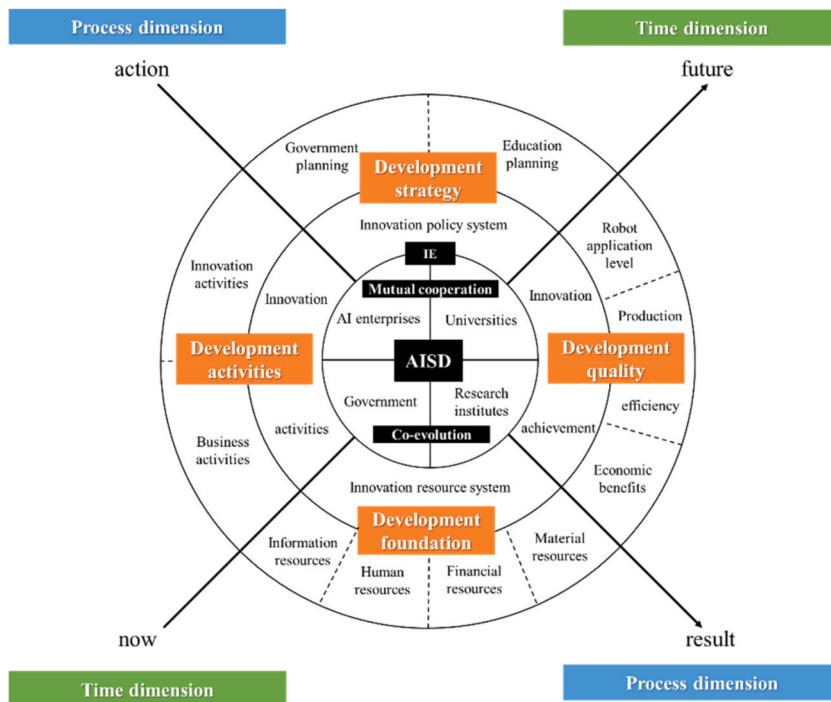 Process dimension
Time dimension
action
future
Government
planning
Education
planning
Development
strategy
Innovation policy system
Robot
application
level
Innovation
activities
IE
Innovation
Mutual cooperation
Innovation
AI enterprises
Universities
Production
Development
activities
AISD
Development
quality
Government
Research
institutes
efficiency
Business
activities
activities
Co-evolution
achievement
Economic
benefits
Innovation resource system
Development
foundation
Information
resources
Human
resources
Financial
resources
Material
resources
now
result
Time dimension
Process dimension